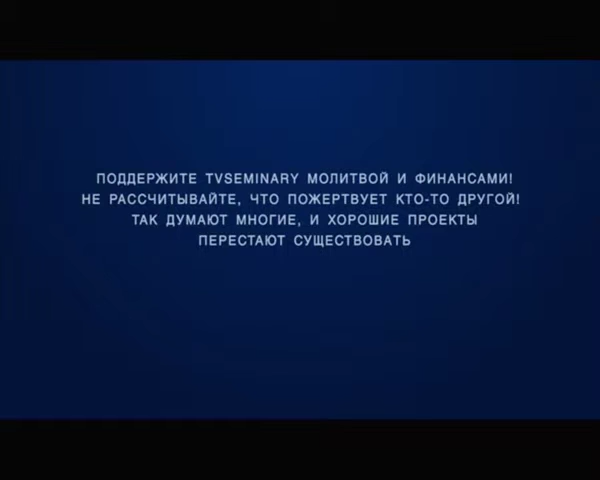 ПОДДЕРЖИТЕ TVSEMINARY МОЛИТВОЙ И ФИНАНСАМИ!
НЕ РАССЧИТЫВАЙТЕ, ЧТО ПОЖЕРТВУЕТ КТО-ТО ДРУГОЙ!
ТАК ДУМАЮТ МНОГИЕ, И ХОРОШИЕ ПРОЕКТЫ
ПЕРЕСТАЮТ СУЩЕСТВОВАТЬ